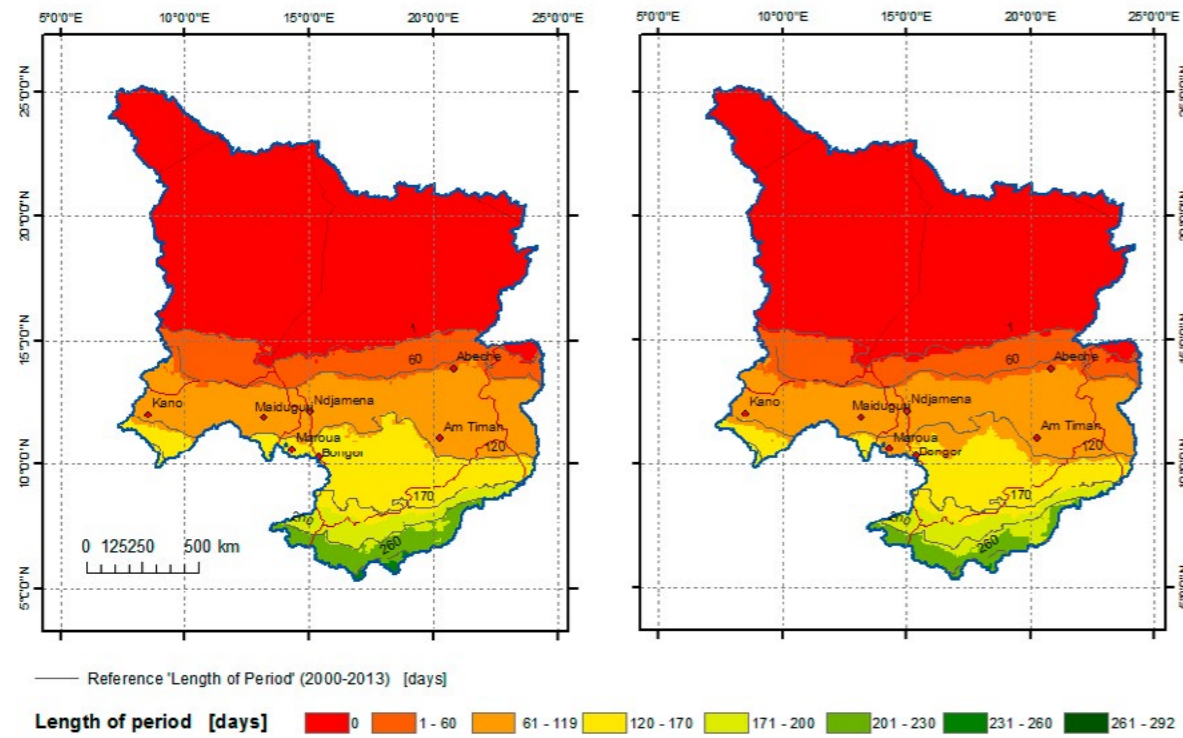 5°0'0"E 10°0'0"E 15°0'0"E 20°0'0"E 25°0'0"E
5°0'0"E 10°0'0"E 15°0'0"E 20°0'0"E 25°0'0"E
25°0'0"N
20°0'0"N
15°0'0"N
10°0'0"N
5°0'0"N
1
60
Abeche
Kano
Maiduguri
Ndjamena
Am Timan
Maroua
Bongor
120
170
260
0 125250 500 km
1
60
Abeche
Kano
Maiduguri
Ndjamena
Am Timan
Maroua
Bongor
120
170
260
Reference 'Length of Period' (2000-2013) [days]
Length of period [days] 0 1 - 60 61 - 119 120 - 170 171 - 200 201 - 230 231 - 260 261 - 292